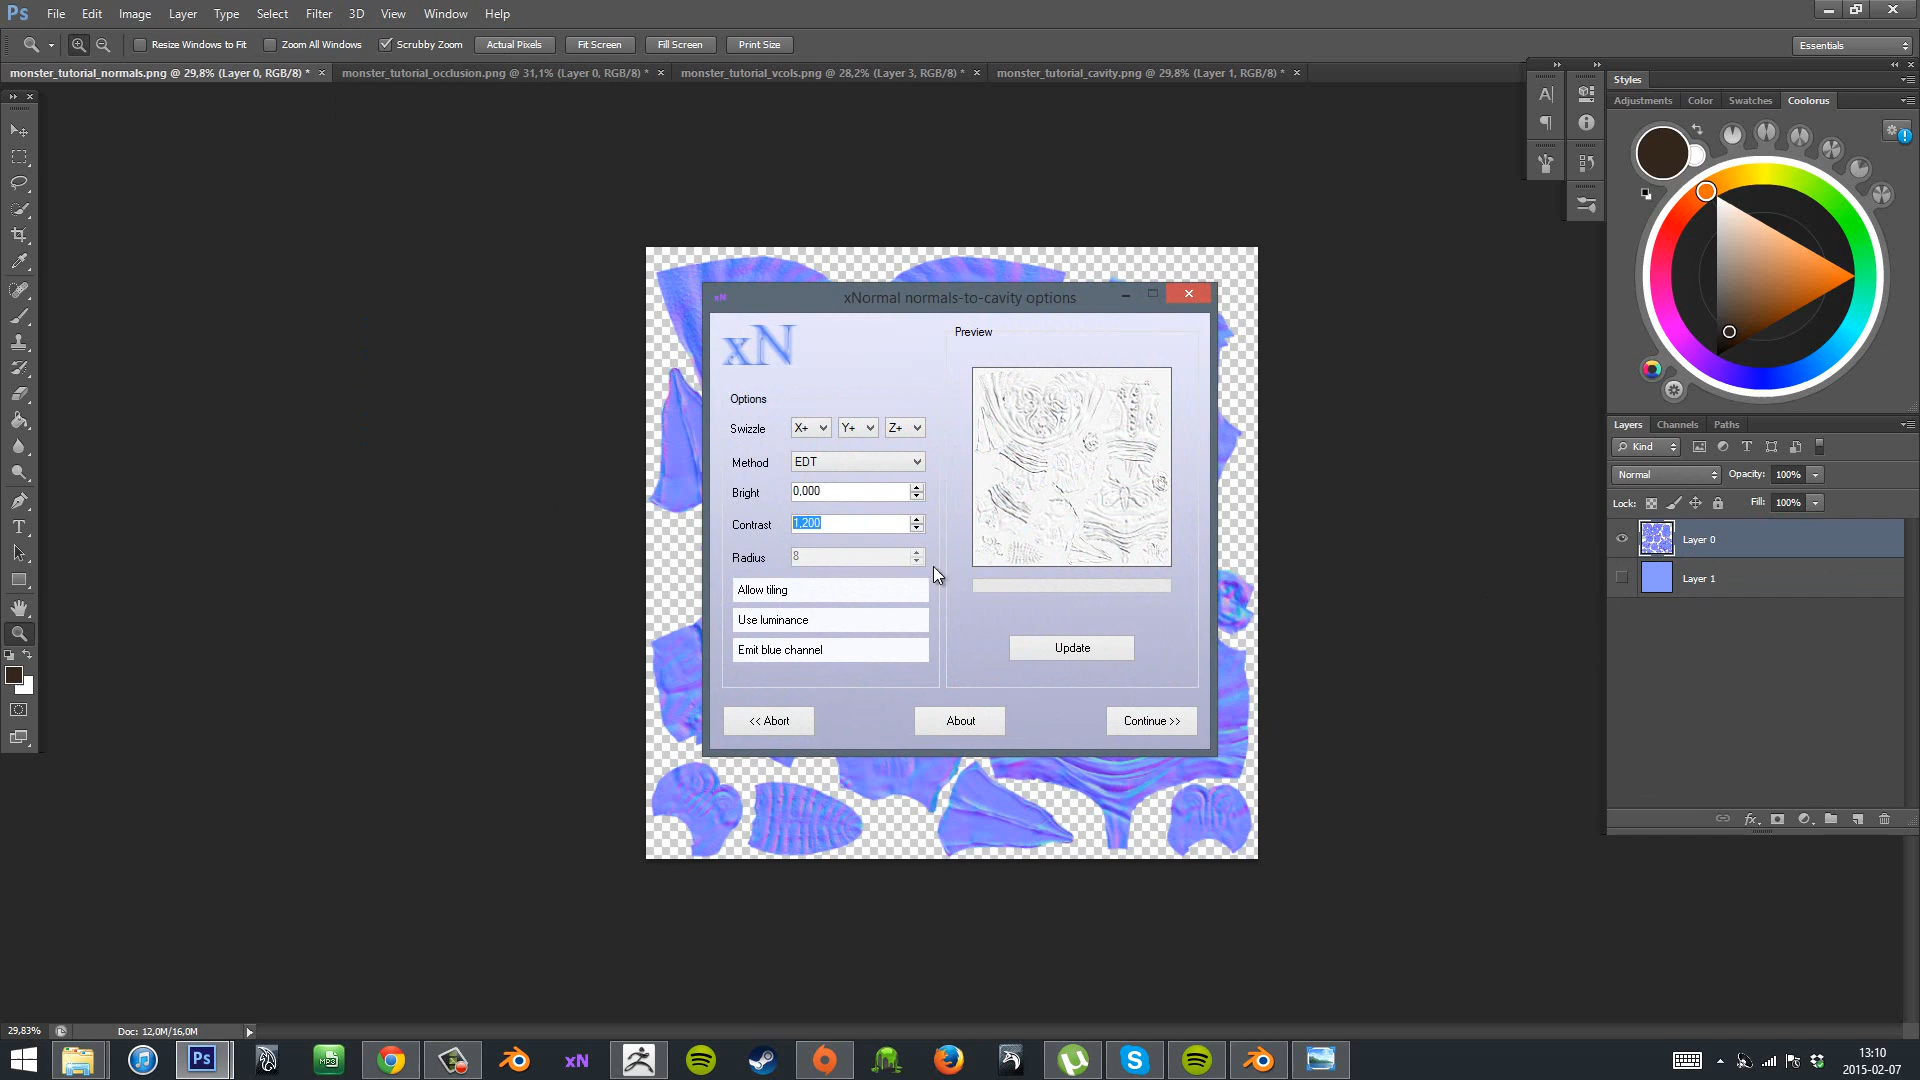 Ps File Edit Image Layer Type Select Filter 3D View Window Help
Resize Windows to Fit Zoom All Windows Scrubby Zoom Actual Pixels Fit Screen Fill Screen Print Size Essentials
monster_tutorial_normals.png @ 29,8% (Layer 0, RGB/8) * × monster_tutorial_occlusion.png @ 31,1% (Layer 0, RGB/8) * × monster_tutorial_vcols.png @ 28,2% (Layer 3, RGB/8) * × monster_tutorial_cavity.png @ 29,8% (Layer 1, RGB/8) * ×
Styles
Adjustments Color Swatches Coolorus
xN xNormal normals-to-cavity options
xN
Preview
Options
Swizzle X+ Y+ Z+
Method EDT
Bright 0,000
Contrast 1,200
Radius 8
Allow tiling
Use luminance
Emit blue channel
Update
<< Abort About Continue >>
Layers Channels Paths
Kind
Normal Opacity: 100%
Lock: Fill: 100%
Layer 0
Layer 1
fx
29,83% Doc: 12,0M/16,0M
Ps MP3 xN
13:10
2015-02-07